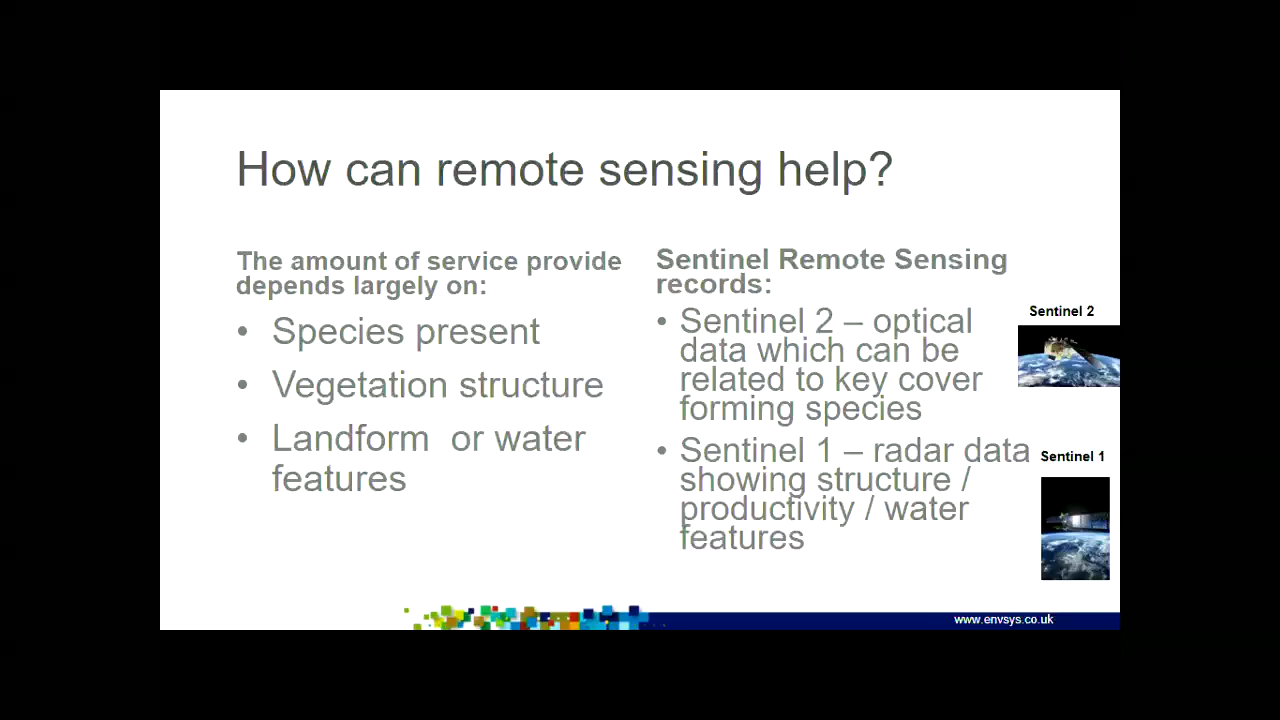 How can remote sensing help?
The amount of service provide
depends largely on:
• Species present
• Vegetation structure
• Landform  or water
features
Sentinel Remote Sensing
records:
• Sentinel 2 – optical
data which can be
related to key cover
forming species
• Sentinel 1 – radar data
showing structure /
productivity / water
features
Sentinel 2
Sentinel 1
www.envsys.co.uk